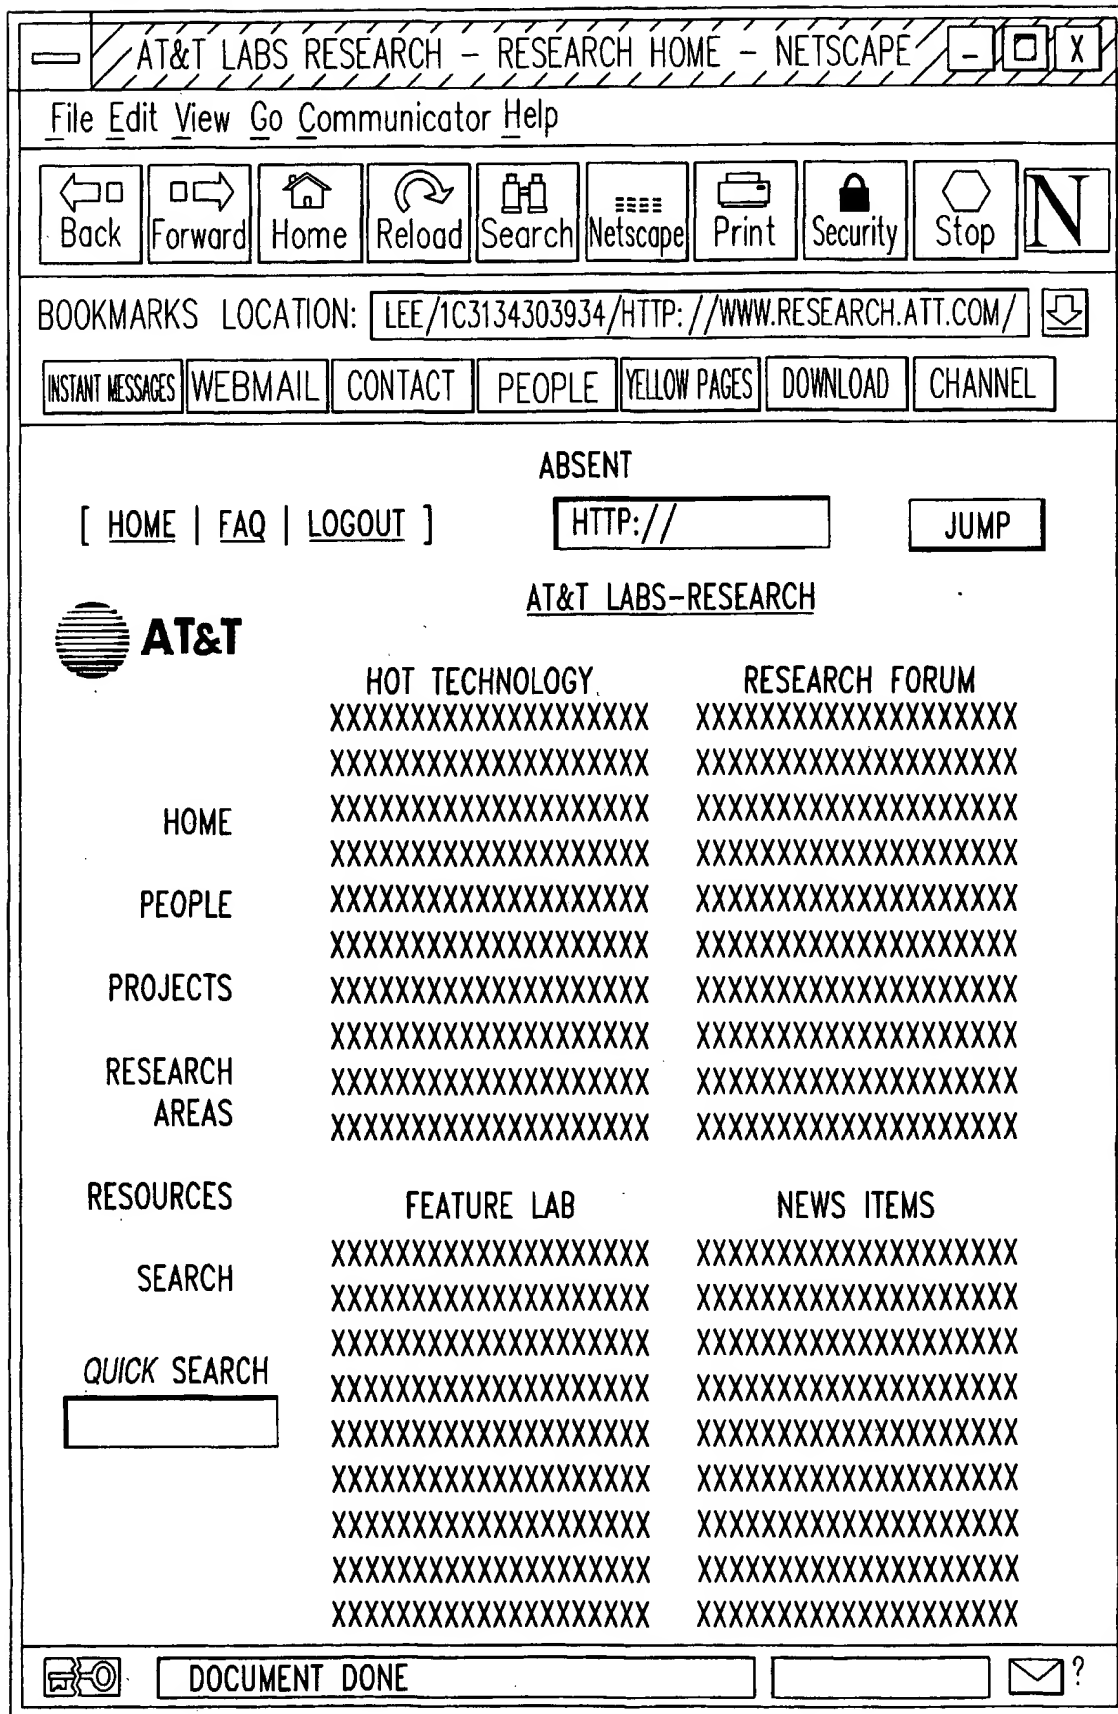 AT&T LABS RESEARCH – RESEARCH HOME – NETSCAPE - X
File Edit View Go Communicator Help
Back Forward Home Reload Search Netscape Print Security Stop N
BOOKMARKS LOCATION: LEE/1C3134303934/HTTP://WWW.RESEARCH.ATT.COM/
INSTANT MESSAGES WEBMAIL CONTACT PEOPLE YELLOW PAGES DOWNLOAD CHANNEL
ABSENT
[ HOME | FAQ | LOGOUT ] HTTP:// JUMP
AT&T LABS-RESEARCH
AT&T
HOT TECHNOLOGY RESEARCH FORUM
XXXXXXXXXXXXXXXXXXXX XXXXXXXXXXXXXXXXXXXX
XXXXXXXXXXXXXXXXXXXX XXXXXXXXXXXXXXXXXXXX
XXXXXXXXXXXXXXXXXXXX XXXXXXXXXXXXXXXXXXXX
HOME
XXXXXXXXXXXXXXXXXXXX XXXXXXXXXXXXXXXXXXXX
PEOPLE XXXXXXXXXXXXXXXXXXXX XXXXXXXXXXXXXXXXXXXX
XXXXXXXXXXXXXXXXXXXX XXXXXXXXXXXXXXXXXXXX
PROJECTS XXXXXXXXXXXXXXXXXXXX XXXXXXXXXXXXXXXXXXXX
XXXXXXXXXXXXXXXXXXXX XXXXXXXXXXXXXXXXXXXX
RESEARCH XXXXXXXXXXXXXXXXXXXX XXXXXXXXXXXXXXXXXXXX
AREAS XXXXXXXXXXXXXXXXXXXX XXXXXXXXXXXXXXXXXXXX
RESOURCES FEATURE LAB NEWS ITEMS
XXXXXXXXXXXXXXXXXXXX XXXXXXXXXXXXXXXXXXXX
SEARCH XXXXXXXXXXXXXXXXXXXX XXXXXXXXXXXXXXXXXXXX
XXXXXXXXXXXXXXXXXXXX XXXXXXXXXXXXXXXXXXXX
QUICK SEARCH XXXXXXXXXXXXXXXXXXXX XXXXXXXXXXXXXXXXXXXX
XXXXXXXXXXXXXXXXXXXX XXXXXXXXXXXXXXXXXXXX
XXXXXXXXXXXXXXXXXXXX XXXXXXXXXXXXXXXXXXXX
XXXXXXXXXXXXXXXXXXXX XXXXXXXXXXXXXXXXXXXX
XXXXXXXXXXXXXXXXXXXX XXXXXXXXXXXXXXXXXXXX
XXXXXXXXXXXXXXXXXXXX XXXXXXXXXXXXXXXXXXXX
DOCUMENT DONE ?